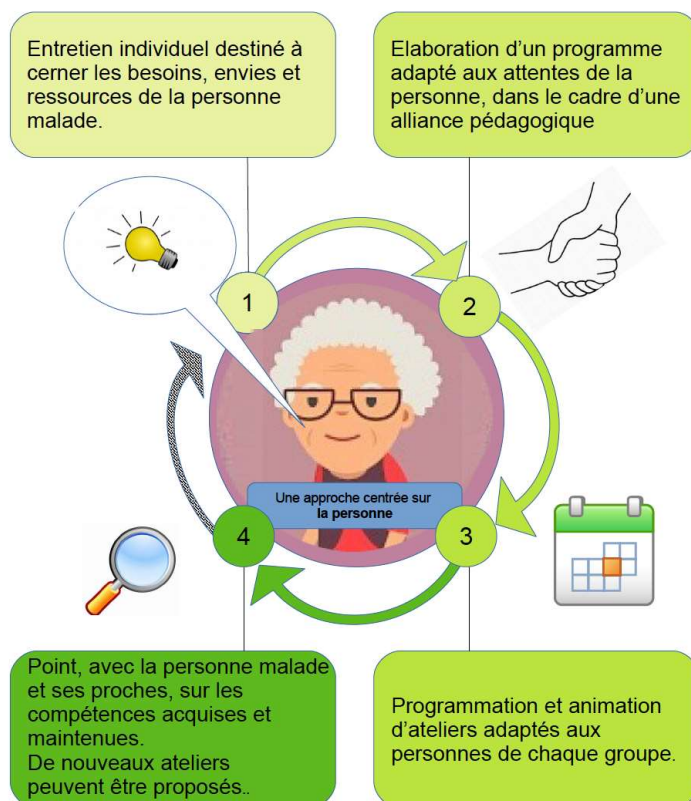 Entretien individuel destiné à
cerner les besoins, envies et
ressources de la personne
malade.
Elaboration d’un programme
adapté aux attentes de la
personne, dans le cadre d’une
alliance pédagogique
1
2
Une approche centrée sur
la personne
4
3
Point, avec la personne malade
et ses proches, sur les
compétences acquises et
maintenues.
De nouveaux ateliers
peuvent être proposés..
Programmation et animation
d’ateliers adaptés aux
personnes de chaque groupe.